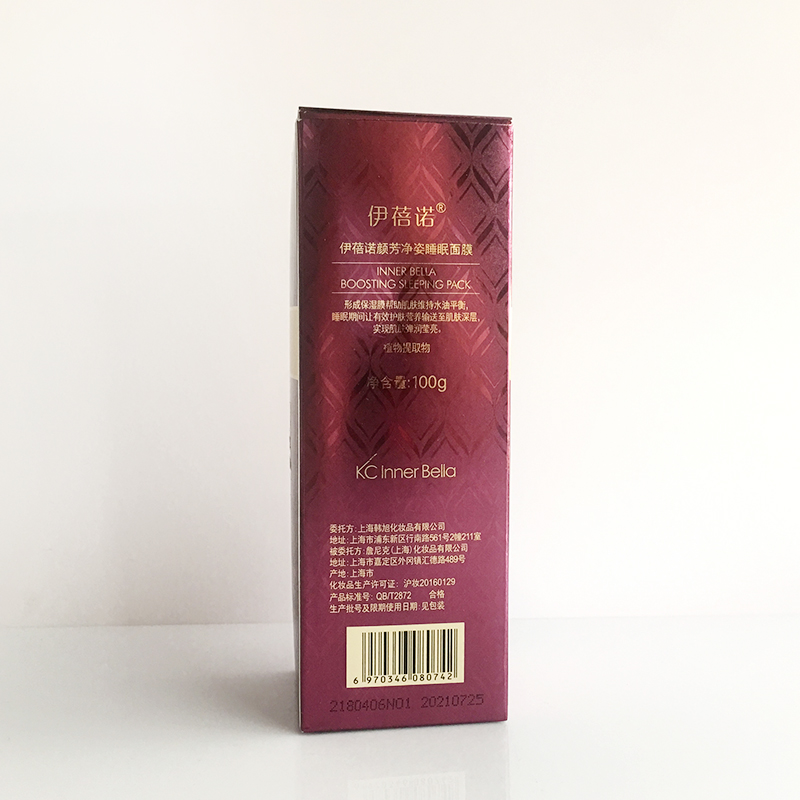 伊蓓诺®
伊蓓诺颜芳净姿睡眠面膜
INNER BELLA
BOOSTING SLEEPING PACK
形成保湿膜帮助肌肤维持水油平衡,
睡眠期间让有效护肤营养输送至肌肤深层,
实现肌肤弹润莹亮。
植物提取物
净含量:100g
KC Inner Bella
委托方:上海韩旭化妆品有限公司
地址:上海市浦东新区行南路561号2幢211室
被委托方:詹尼克(上海)化妆品有限公司
地址:上海市嘉定区外冈镇汇德路489号
产地:上海市
化妆品生产许可证: 沪妆20160129
产品标准号: QB/T2872 合格
生产批号及限期使用日期:见包装
6 970346 080742
2180406N01 20210725